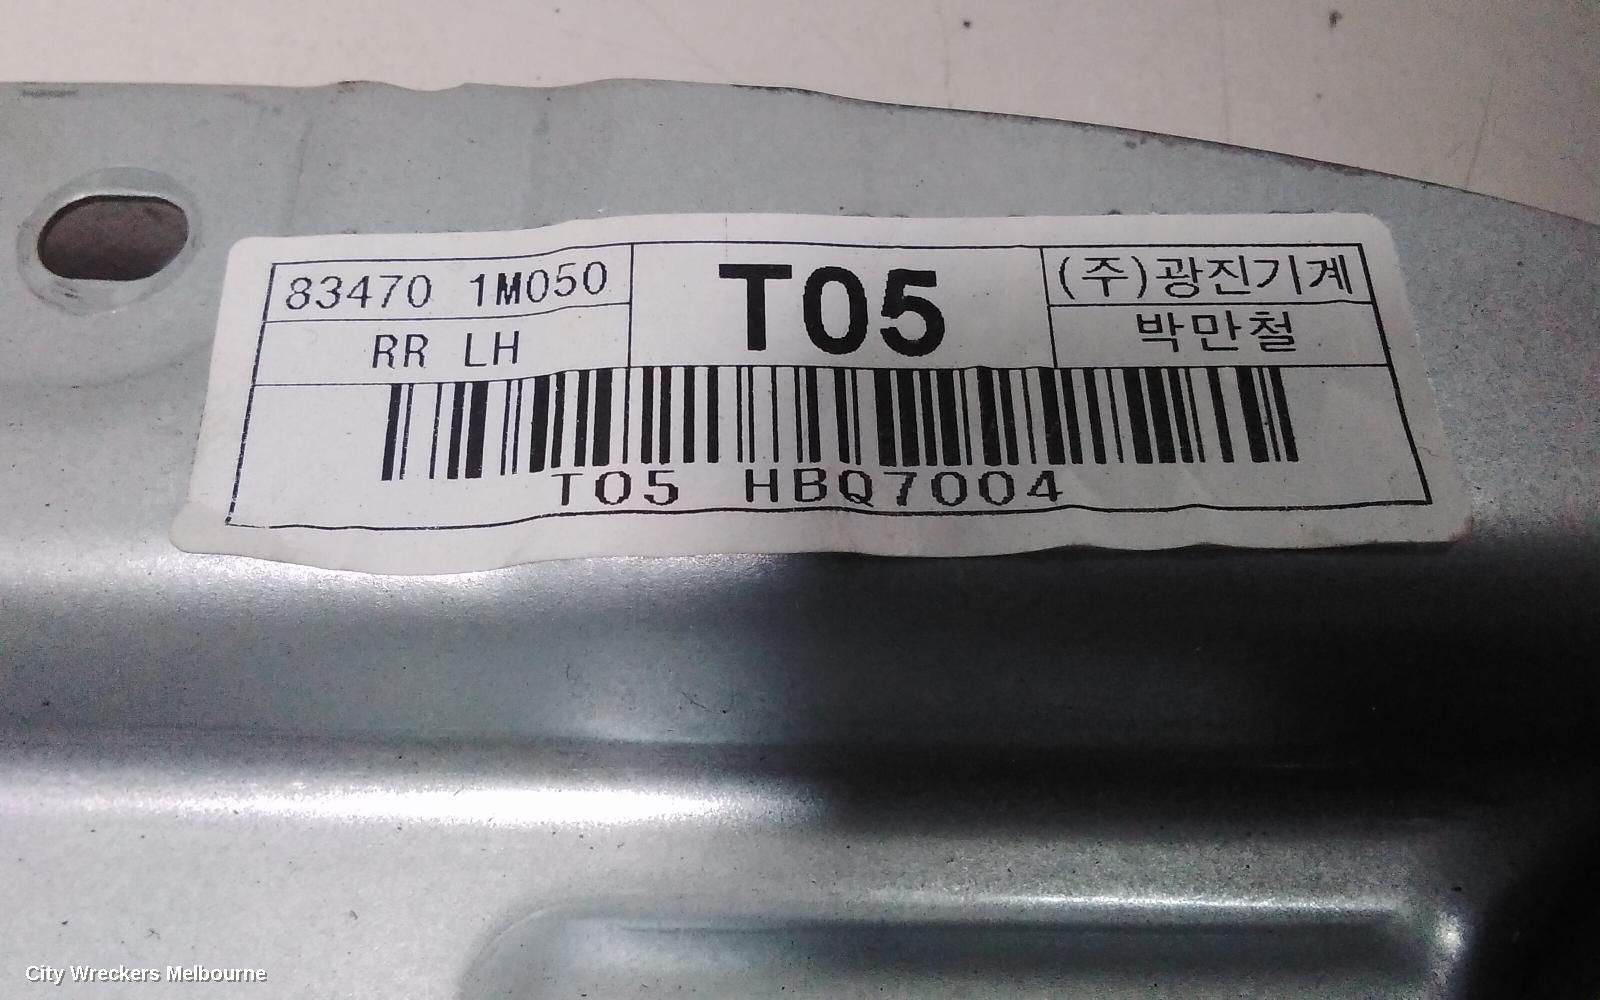 83470 1M050
RR LH
T05
(주)광진기계
박만철
T05 HBQ7004
City Wreckers Melbourne